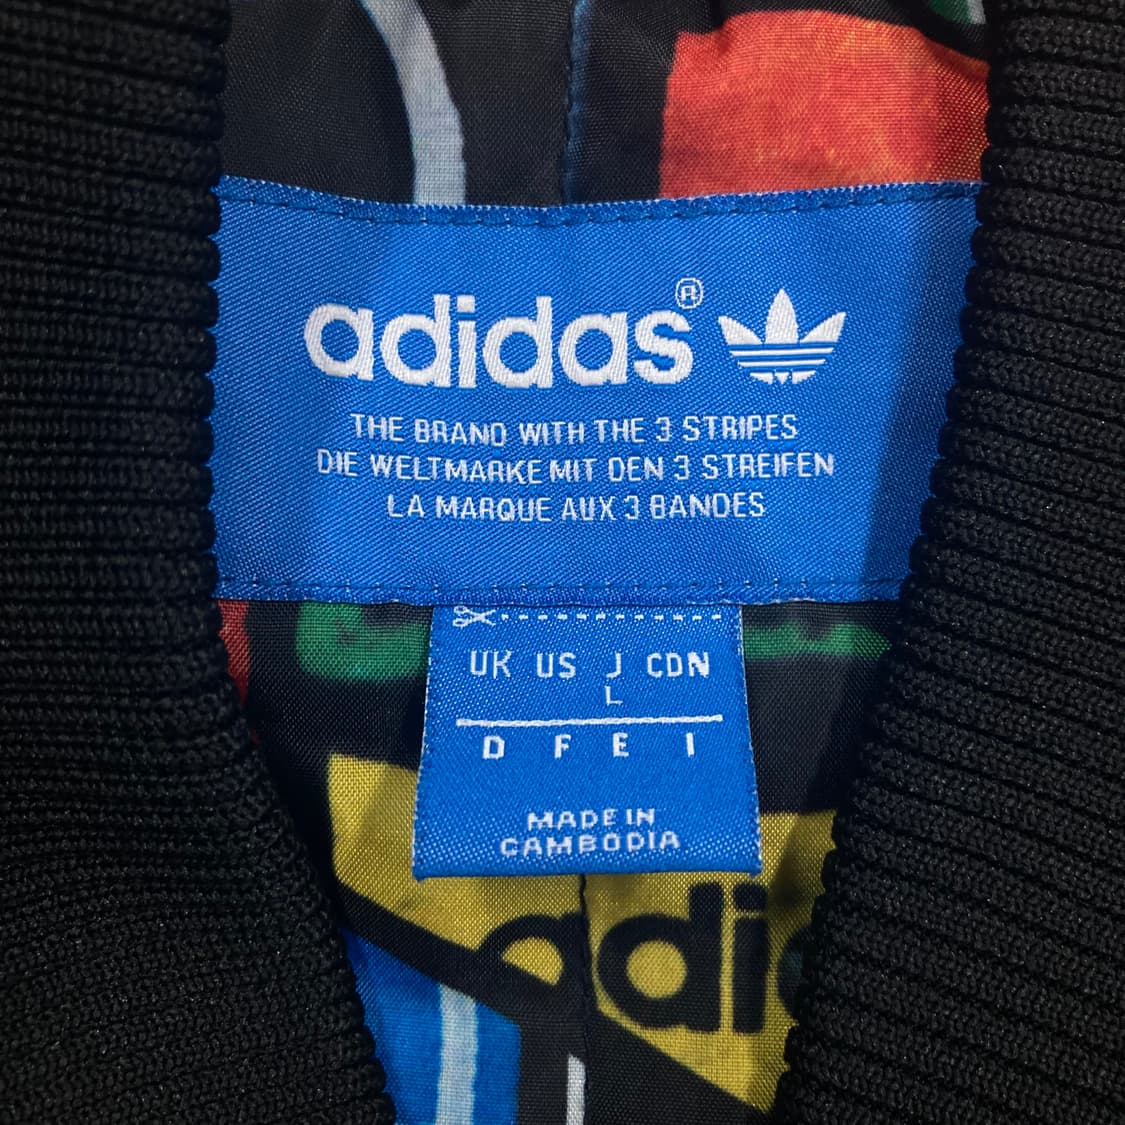 adidas®
THE BRAND WITH THE 3 STRIPES
DIE WELTMARKE MIT DEN 3 STREIFEN
LA MARQUE AUX 3 BANDES
UK US J CDN
L
D F E I
MADE IN
CAMBODIA
adi